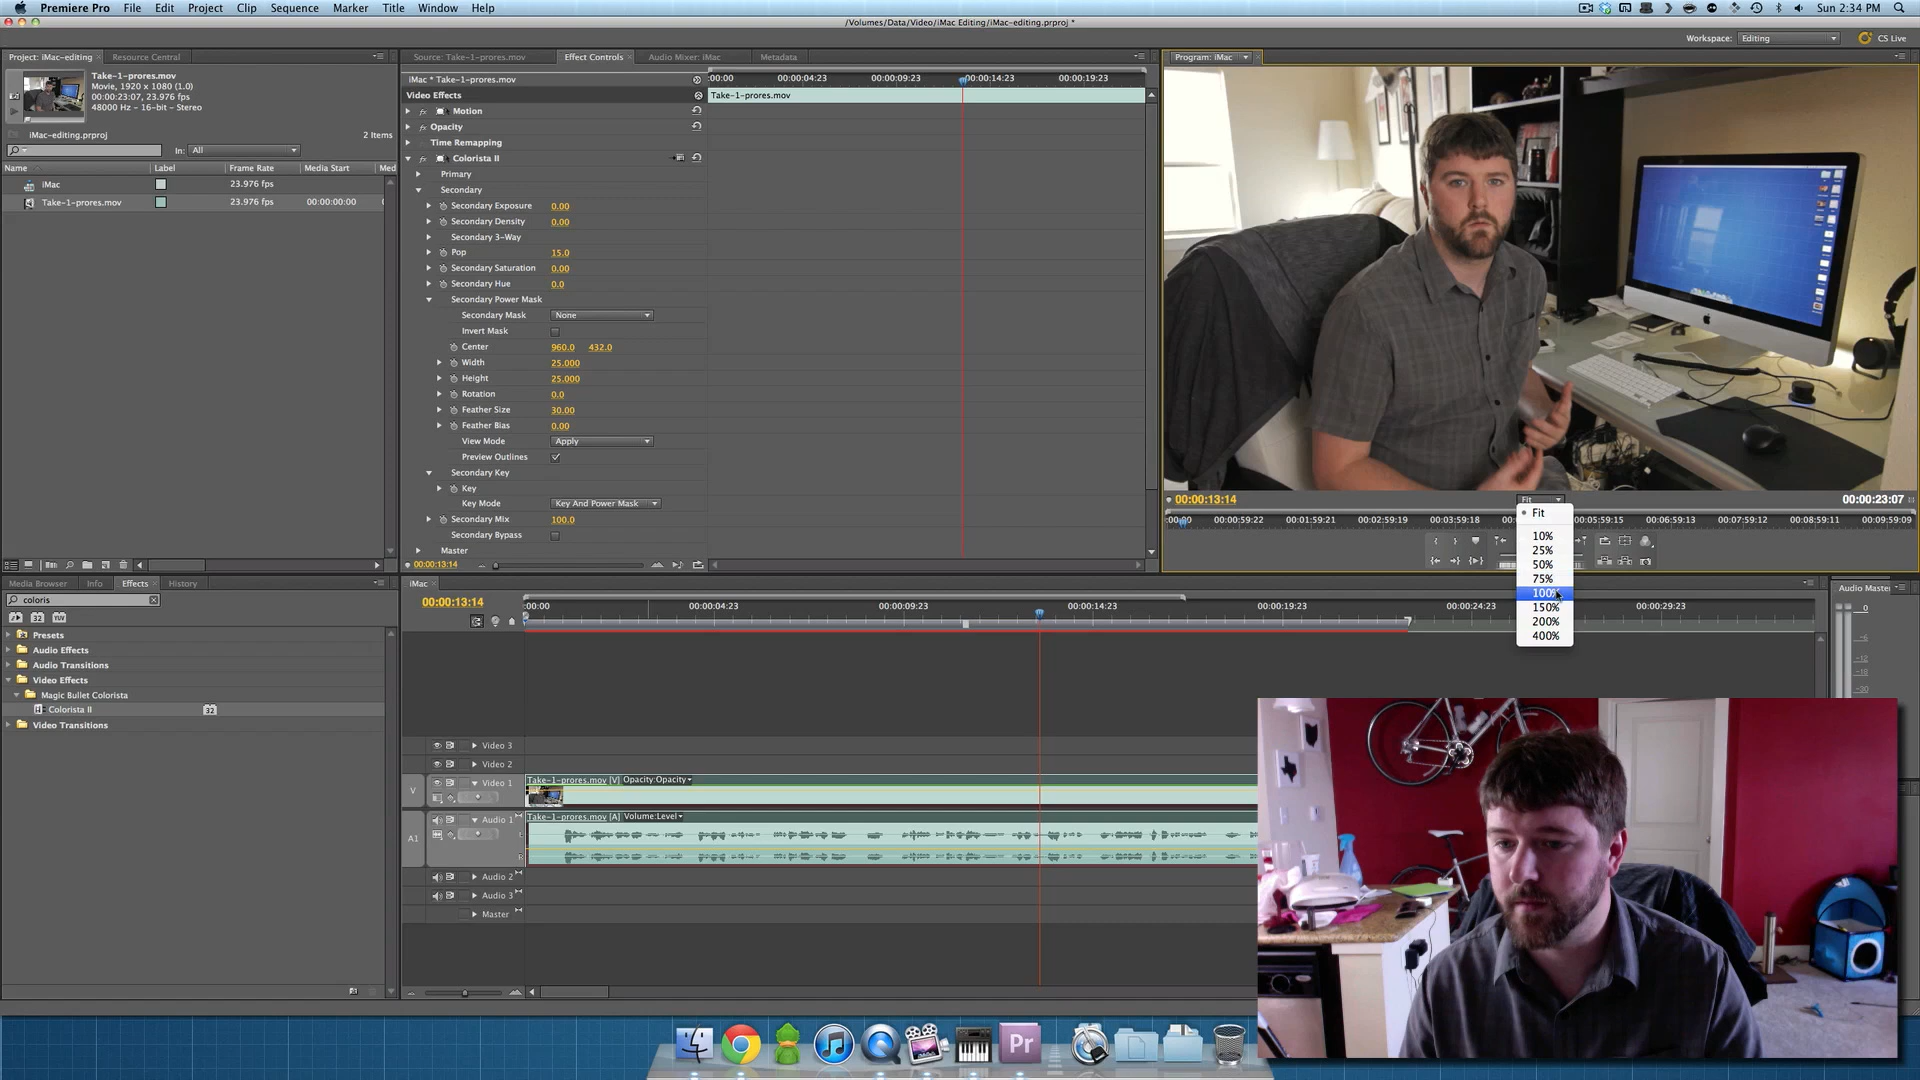 Premiere Pro File Edit Project Clip Sequence Marker Title Window Help
Sun 2:34 PM
/Volumes/Data/Video/iMac Editing/iMac-editing.prproj *
Workspace: Editing CS Live
Project: iMac-editing Resource Central
Take-1-prores.mov
Movie, 1920 x 1080 (1.0)
00:00:23:07, 23.976 fps
48000 Hz - 16-bit - Stereo
iMac-editing.prproj 2 Items
In: All
Name Label Frame Rate Media Start Med
iMac 23.976 fps
Take-1-prores.mov 23.976 fps 00:00:00:00
Source: Take-1-prores.mov Effect Controls Audio Mixer: iMac Metadata
iMac * Take-1-prores.mov
:00:00 00:00:04:23 00:00:09:23 00:00:14:23 00:00:19:23
Video Effects
Take-1-prores.mov
Motion
Opacity
Time Remapping
Colorista II
Primary
Secondary
Secondary Exposure 0.00
Secondary Density 0.00
Secondary 3-Way
Pop 15.0
Secondary Saturation 0.00
Secondary Hue 0.0
Secondary Power Mask
Secondary Mask None
Invert Mask
Center 960.0 432.0
Width 25.000
Height 25.000
Rotation 0.0
Feather Size 30.00
Feather Bias 0.00
View Mode Apply
Preview Outlines
Secondary Key
Key
Key Mode Key And Power Mask
Secondary Mix 100.0
Secondary Bypass
Master
00:00:13:14
Program: iMac
00:00:13:14 Fit 00:00:23:07
:00:00 00:00:59:22 00:01:59:21 00:02:59:19 00:03:59:18 00:05:59:15 00:06:59:13 00:07:59:12 00:08:59:11 00:09:59:09
Fit
10%
25%
50%
75%
100%
150%
200%
400%
Media Browser Info Effects History
coloris
32
Presets
Audio Effects
Audio Transitions
Video Effects
Magic Bullet Colorista
Colorista II 32
Video Transitions
iMac
00:00:13:14
:00:00 00:00:04:23 00:00:09:23 00:00:14:23 00:00:19:23 00:00:24:23 00:00:29:23
Video 3
Video 2
V Video 1
Take-1-prores.mov [V] Opacity:Opacity
A1 Audio 1
Take-1-prores.mov [A] Volume:Level
Audio 2
Audio 3
Master
Audio Master
0
-6
-12
Pr